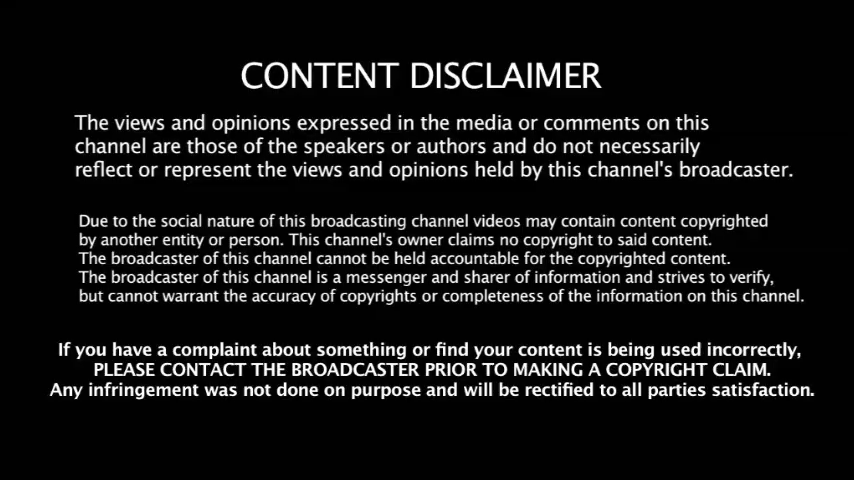 CONTENT DISCLAIMER
The views and opinions expressed in the media or comments on this
channel are those of the speakers or authors and do not necessarily
reflect or represent the views and opinions held by this channel's broadcaster.
Due to the social nature of this broadcasting channel videos may contain content copyrighted
by another entity or person. This channel's owner claims no copyright to said content.
The broadcaster of this channel cannot be held accountable for the copyrighted content.
The broadcaster of this channel is a messenger and sharer of information and strives to verify,
but cannot warrant the accuracy of copyrights or completeness of the information on this channel.
If you have a complaint about something or find your content is being used incorrectly,
PLEASE CONTACT THE BROADCASTER PRIOR TO MAKING A COPYRIGHT CLAIM.
Any infringement was not done on purpose and will be rectified to all parties satisfaction.